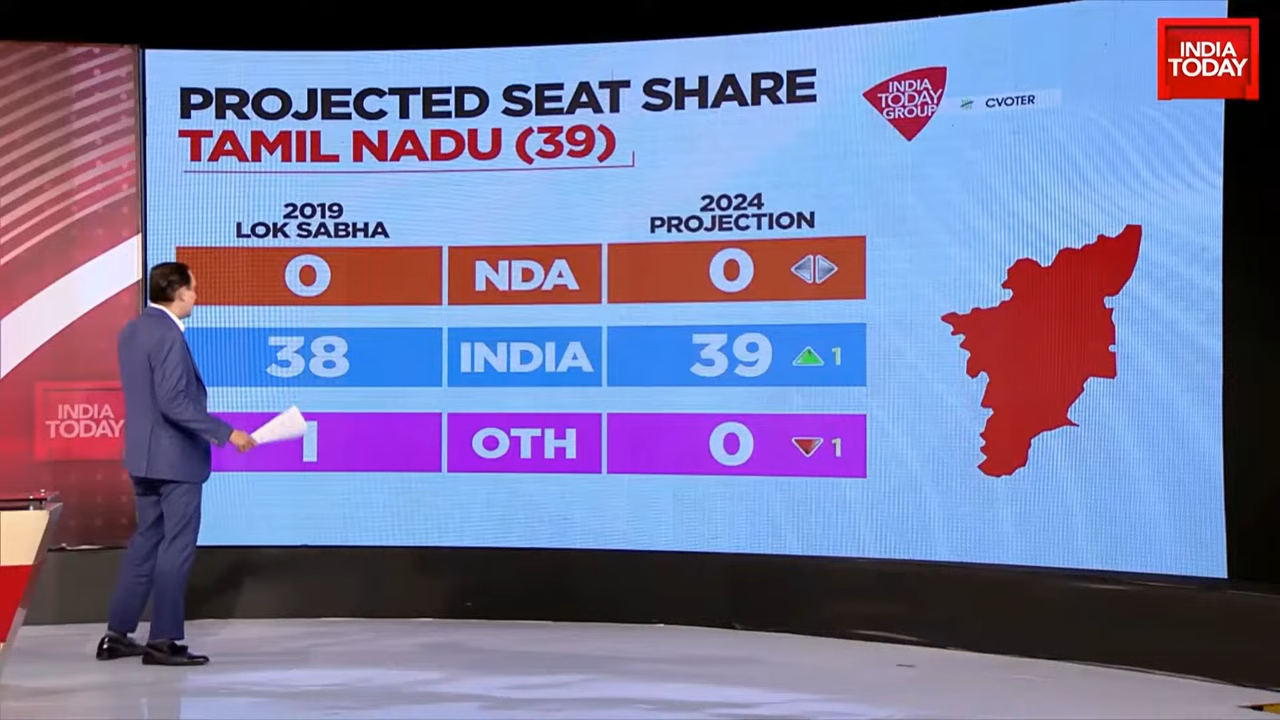 PROJECTED SEAT SHARE
TAMIL NADU (39)
INDIA
TODAY
GROUP
CVOTER
INDIA
TODAY
2019
LOK SABHA
2024
PROJECTION
0 NDA 0
38 INDIA 39 1
1 OTH 0 1
INDIA
TODAY